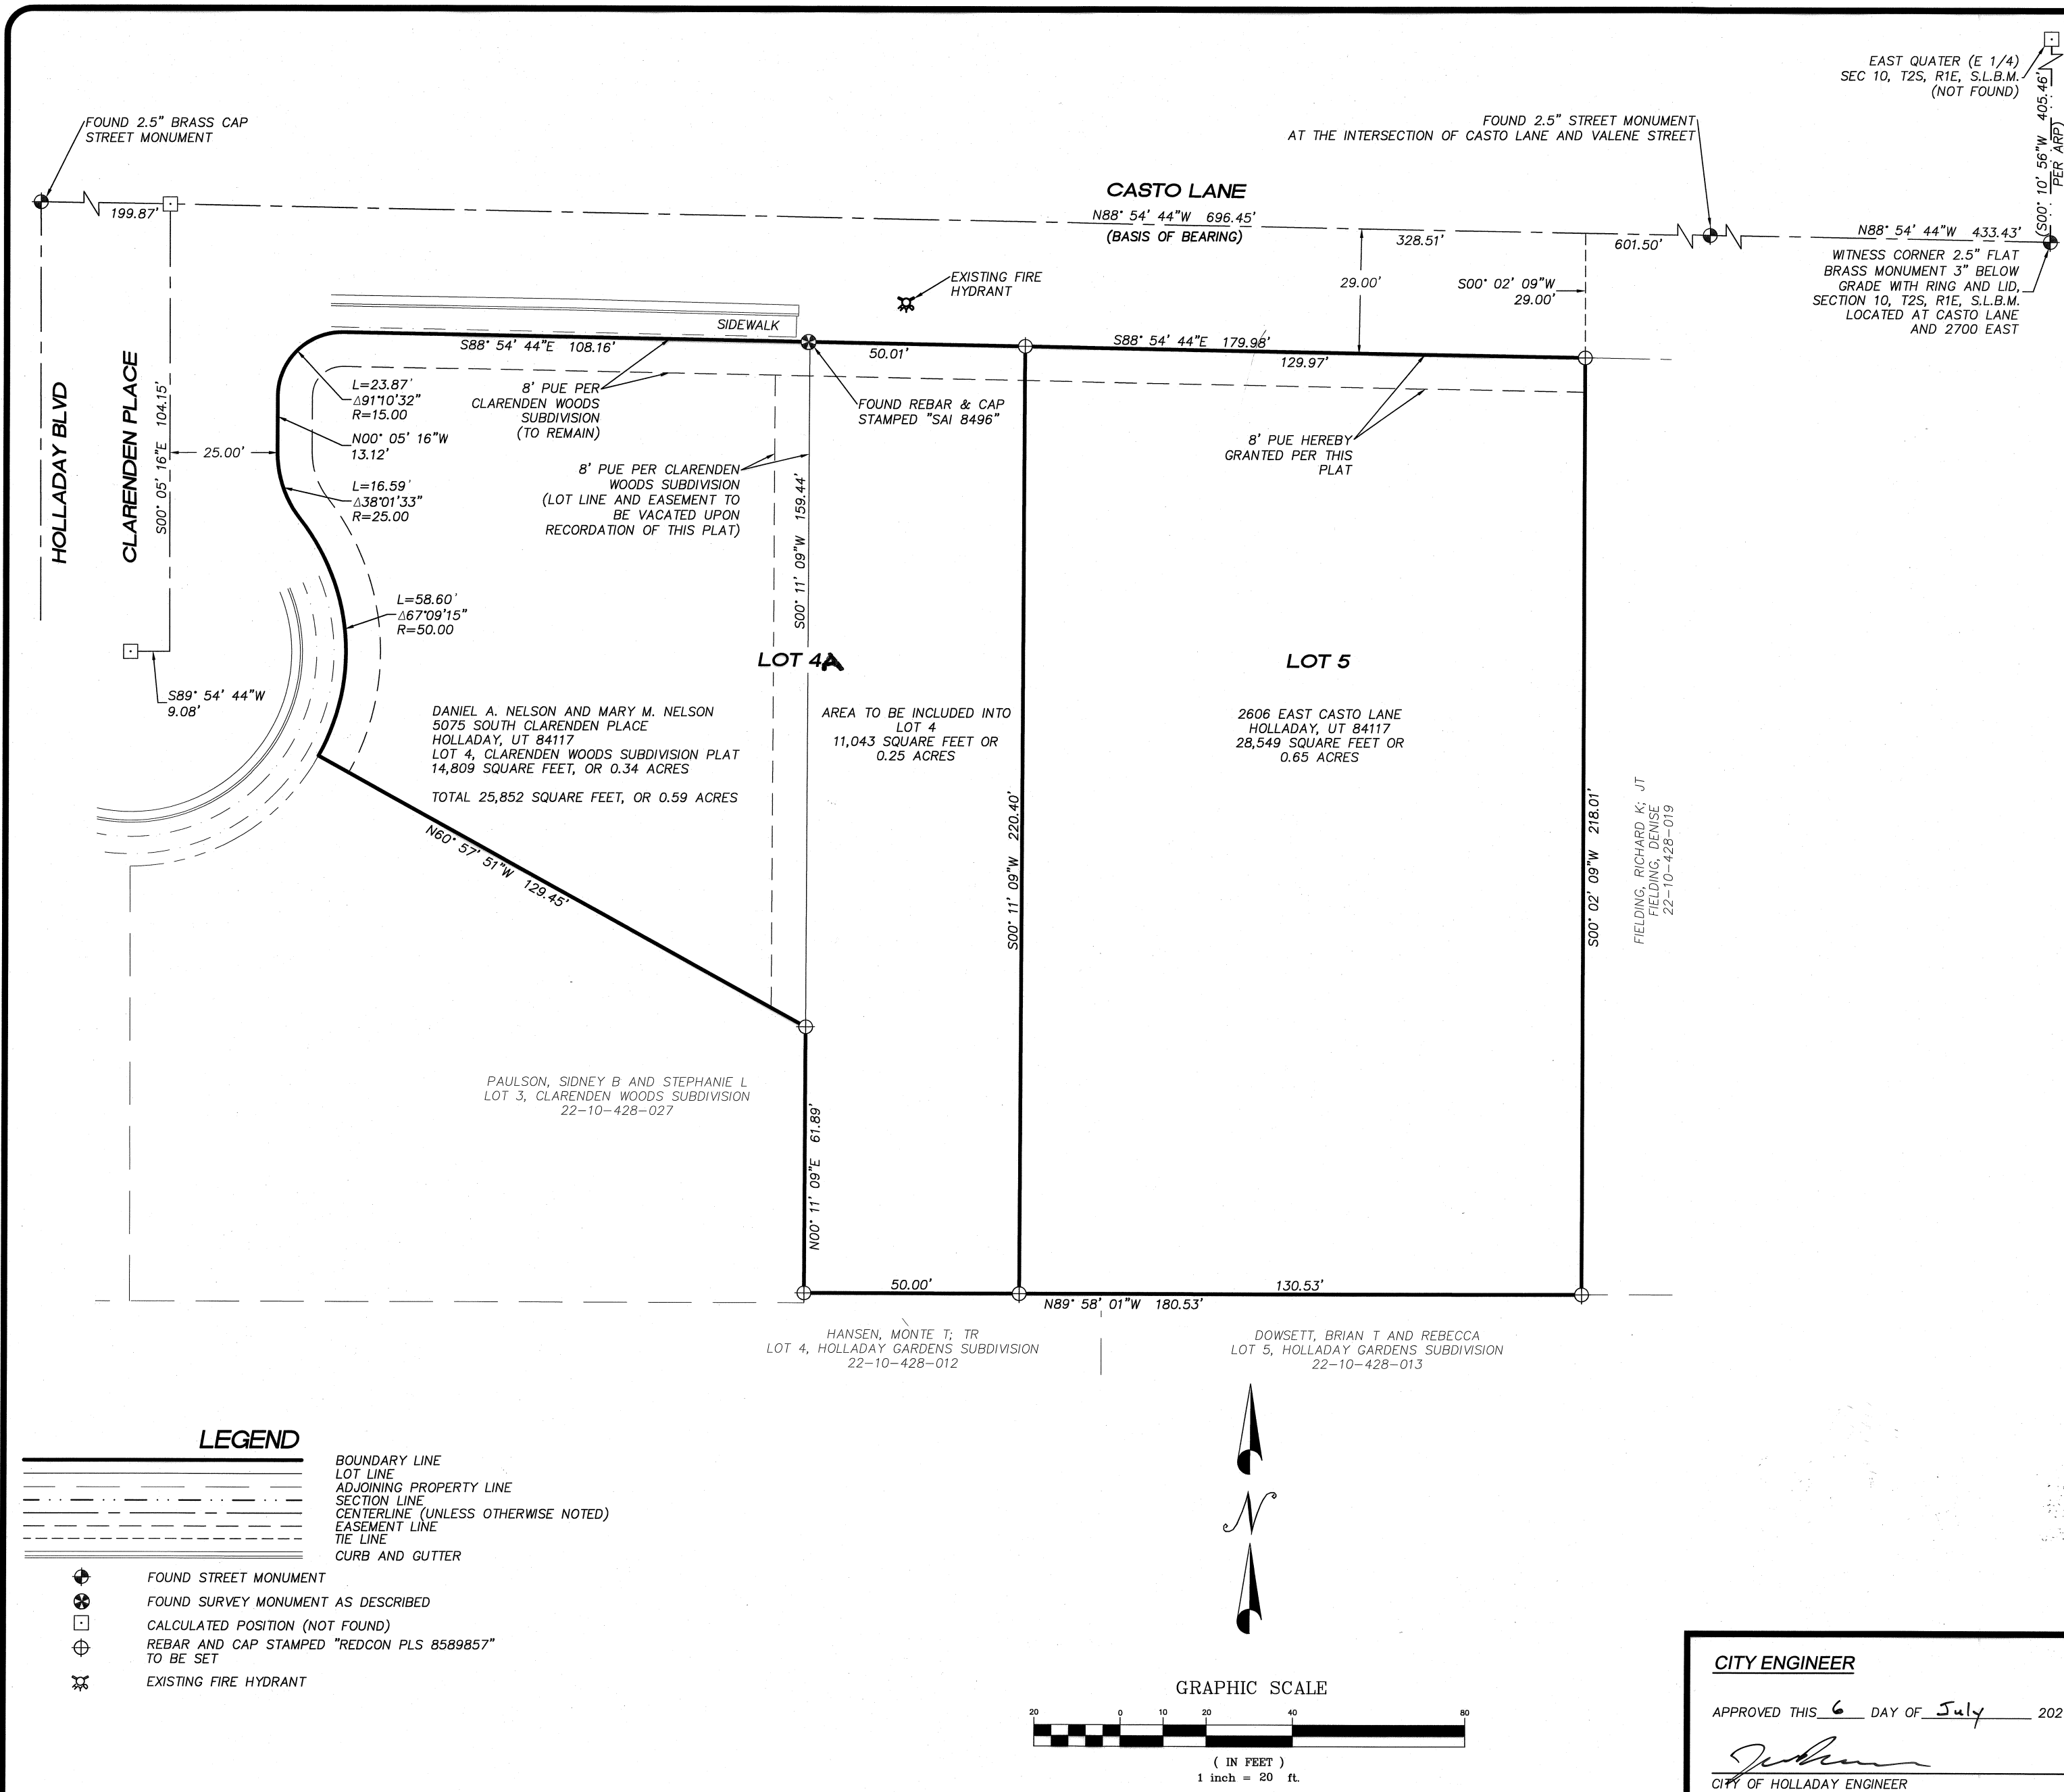 EAST QUATER (E 1/4)
SEC 10, T2S, R1E, S.L.B.M.
(NOT FOUND)
(S00° 10' 56"W 405.46'
PER ARP)
FOUND 2.5" BRASS CAP
STREET MONUMENT
FOUND 2.5" STREET MONUMENT
AT THE INTERSECTION OF CASTO LANE AND VALENE STREET
199.87'
CASTO LANE
N88° 54' 44"W 696.45'
(BASIS OF BEARING)
328.51'
601.50'
N88° 54' 44"W 433.43'
WITNESS CORNER 2.5" FLAT
BRASS MONUMENT 3" BELOW
GRADE WITH RING AND LID,
SECTION 10, T2S, R1E, S.L.B.M.
LOCATED AT CASTO LANE
AND 2700 EAST
EXISTING FIRE
HYDRANT
29.00'
S00° 02' 09"W
29.00'
SIDEWALK
S88° 54' 44"E 108.16'
50.01'
S88° 54' 44"E 179.98'
129.97'
HOLLADAY BLVD
CLARENDEN PLACE
S00° 05' 16"E 104.15'
25.00'
L=23.87'
Δ91°10'32"
R=15.00
N00° 05' 16"W
13.12'
L=16.59'
Δ38°01'33"
R=25.00
L=58.60'
Δ67°09'15"
R=50.00
8' PUE PER
CLARENDEN WOODS
SUBDIVISION
(TO REMAIN)
FOUND REBAR & CAP
STAMPED "SAI 8496"
8' PUE HEREBY
GRANTED PER THIS
PLAT
8' PUE PER CLARENDEN
WOODS SUBDIVISION
(LOT LINE AND EASEMENT TO
BE VACATED UPON
RECORDATION OF THIS PLAT)
S00° 11' 09"W 159.44'
S89° 54' 44"W
9.08'
LOT 4A
LOT 5
DANIEL A. NELSON AND MARY M. NELSON
5075 SOUTH CLARENDEN PLACE
HOLLADAY, UT 84117
LOT 4, CLARENDEN WOODS SUBDIVISION PLAT
14,809 SQUARE FEET, OR 0.34 ACRES
TOTAL 25,852 SQUARE FEET, OR 0.59 ACRES
AREA TO BE INCLUDED INTO
LOT 4
11,043 SQUARE FEET OR
0.25 ACRES
2606 EAST CASTO LANE
HOLLADAY, UT 84117
28,549 SQUARE FEET OR
0.65 ACRES
N60° 57' 51"W 129.45'
S00° 11' 09"W 220.40'
S00° 02' 09"W 218.01'
FIELDING, RICHARD K; JT
FIELDING, DENISE
22-10-428-019
PAULSON, SIDNEY B AND STEPHANIE L
LOT 3, CLARENDEN WOODS SUBDIVISION
22-10-428-027
N00° 11' 09"E 61.89'
50.00'
130.53'
N89° 58' 01"W 180.53'
HANSEN, MONTE T; TR
LOT 4, HOLLADAY GARDENS SUBDIVISION
22-10-428-012
DOWSETT, BRIAN T AND REBECCA
LOT 5, HOLLADAY GARDENS SUBDIVISION
22-10-428-013
LEGEND
BOUNDARY LINE
LOT LINE
ADJOINING PROPERTY LINE
SECTION LINE
CENTERLINE (UNLESS OTHERWISE NOTED)
EASEMENT LINE
TIE LINE
CURB AND GUTTER
FOUND STREET MONUMENT
FOUND SURVEY MONUMENT AS DESCRIBED
CALCULATED POSITION (NOT FOUND)
REBAR AND CAP STAMPED "REDCON PLS 8589857"
TO BE SET
EXISTING FIRE HYDRANT
N
GRAPHIC SCALE
20 0 10 20 40 80
( IN FEET )
1 inch = 20 ft.
CITY ENGINEER
APPROVED THIS 6 DAY OF July 202
CITY OF HOLLADAY ENGINEER